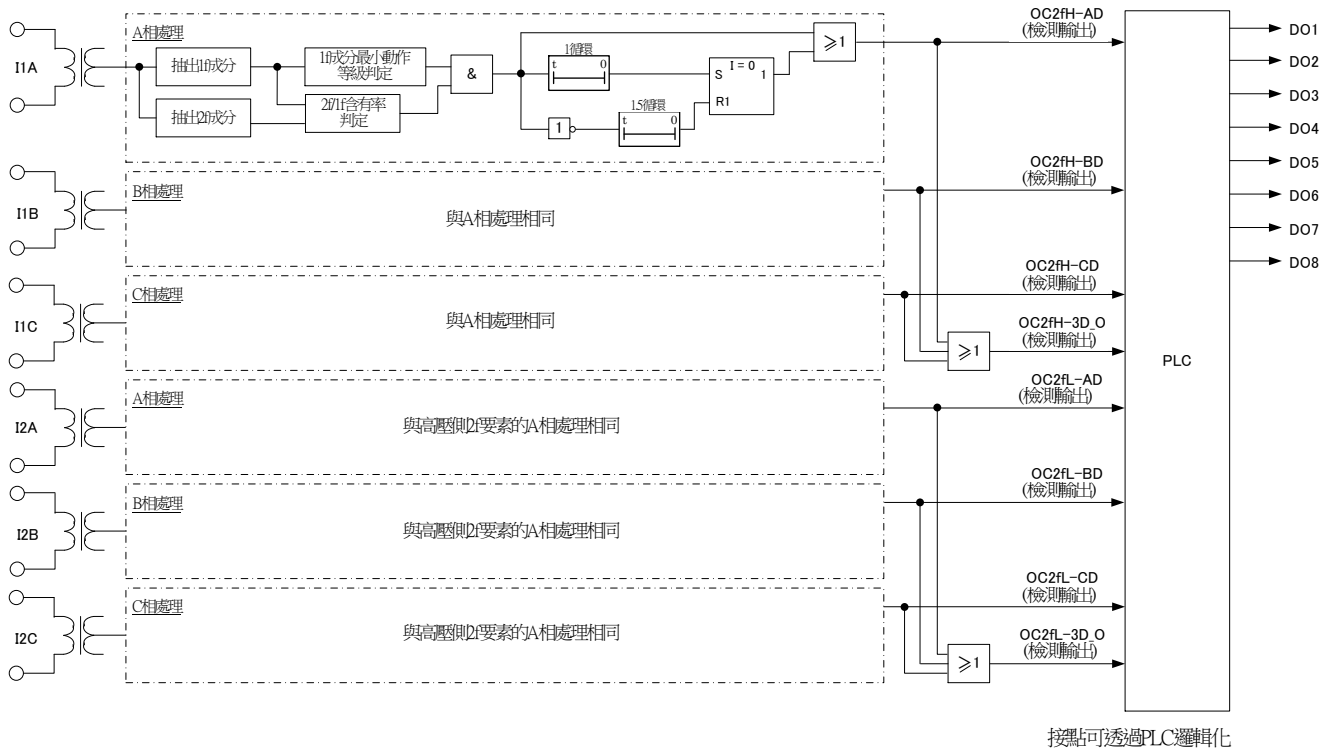 I1A
A相處理
抽出1f成分
抽出2f成分
1f成分最小動作
等級判定
2f/1f含有率
判定
&
1循環
t 0
1
1.5循環
t 0
I = 0
S 1
R1
≥1
OC2fH-AD
(檢測輸出)
I1B
B相處理
與A相處理相同
OC2fH-BD
(檢測輸出)
I1C
C相處理
與A相處理相同
OC2fH-CD
(檢測輸出)
≥1
OC2fH-3D_O
(檢測輸出)
I2A
A相處理
與高壓側2f要素的A相處理相同
OC2fL-AD
(檢測輸出)
I2B
B相處理
與高壓側2f要素的A相處理相同
OC2fL-BD
(檢測輸出)
I2C
C相處理
與高壓側2f要素的A相處理相同
OC2fL-CD
(檢測輸出)
≥1
OC2fL-3D_O
(檢測輸出)
PLC
DO1
DO2
DO3
DO4
DO5
DO6
DO7
DO8
接點可透過PLC邏輯化